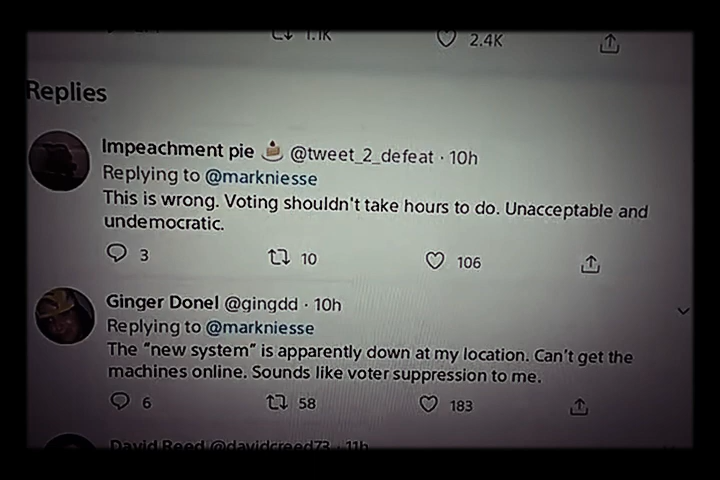 1.1K 2.4K
Replies
Impeachment pie 🍰 @tweet_2_defeat · 10h
Replying to @markniesse
This is wrong. Voting shouldn't take hours to do. Unacceptable and
undemocratic.
3 10 106
Ginger Donel @gingdd · 10h
Replying to @markniesse
The “new system” is apparently down at my location. Can't get the
machines online. Sounds like voter suppression to me.
6 58 183
David Reed @davidcreed73 · 11h